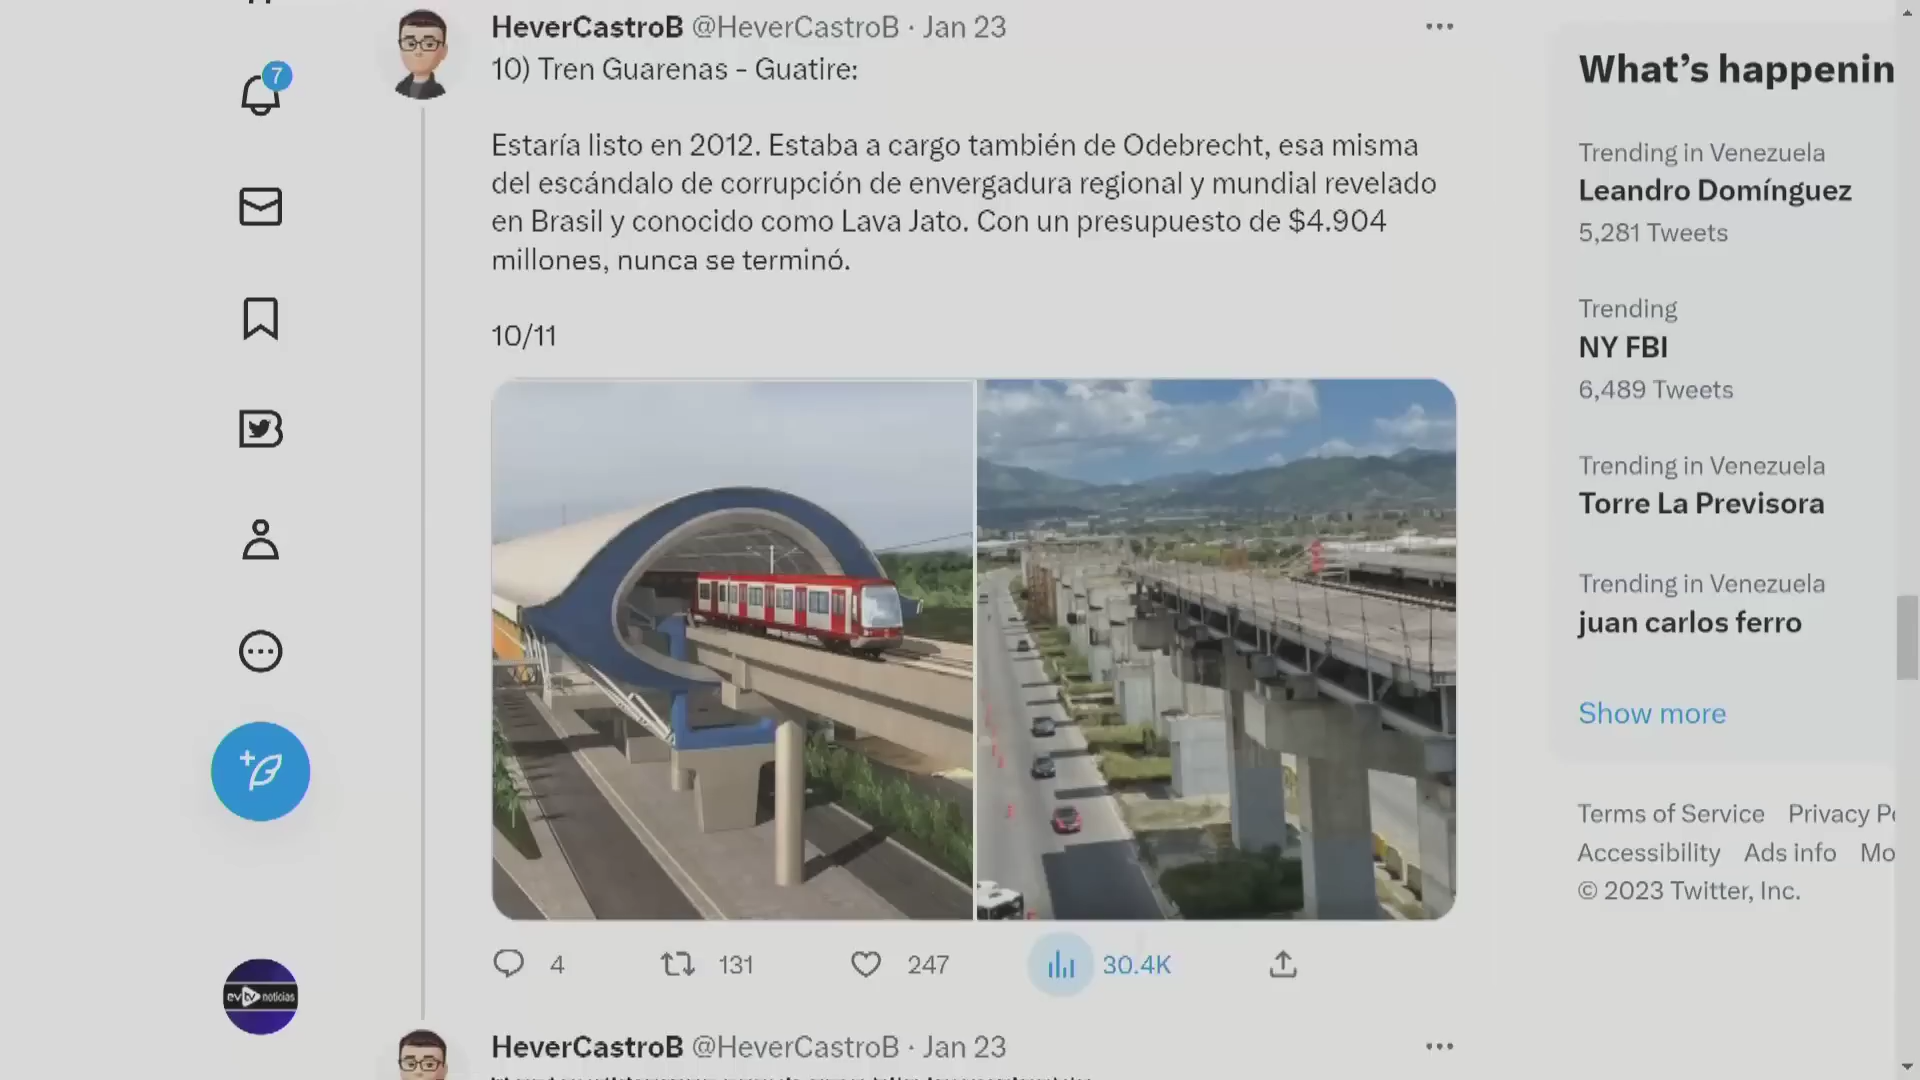 HeverCastroB @HeverCastroB · Jan 23
10) Tren Guarenas - Guatire:
Estaría listo en 2012. Estaba a cargo también de Odebrecht, esa misma
del escándalo de corrupción de envergadura regional y mundial revelado
en Brasil y conocido como Lava Jato. Con un presupuesto de $4.904
millones, nunca se terminó.
10/11
4 131 247 30.4K
HeverCastroB @HeverCastroB · Jan 23
7
evtv noticias
What's happenin
Trending in Venezuela
Leandro Domínguez
5,281 Tweets
Trending
NY FBI
6,489 Tweets
Trending in Venezuela
Torre La Previsora
Trending in Venezuela
juan carlos ferro
Show more
Terms of Service Privacy Po
Accessibility Ads info Mo
© 2023 Twitter, Inc.